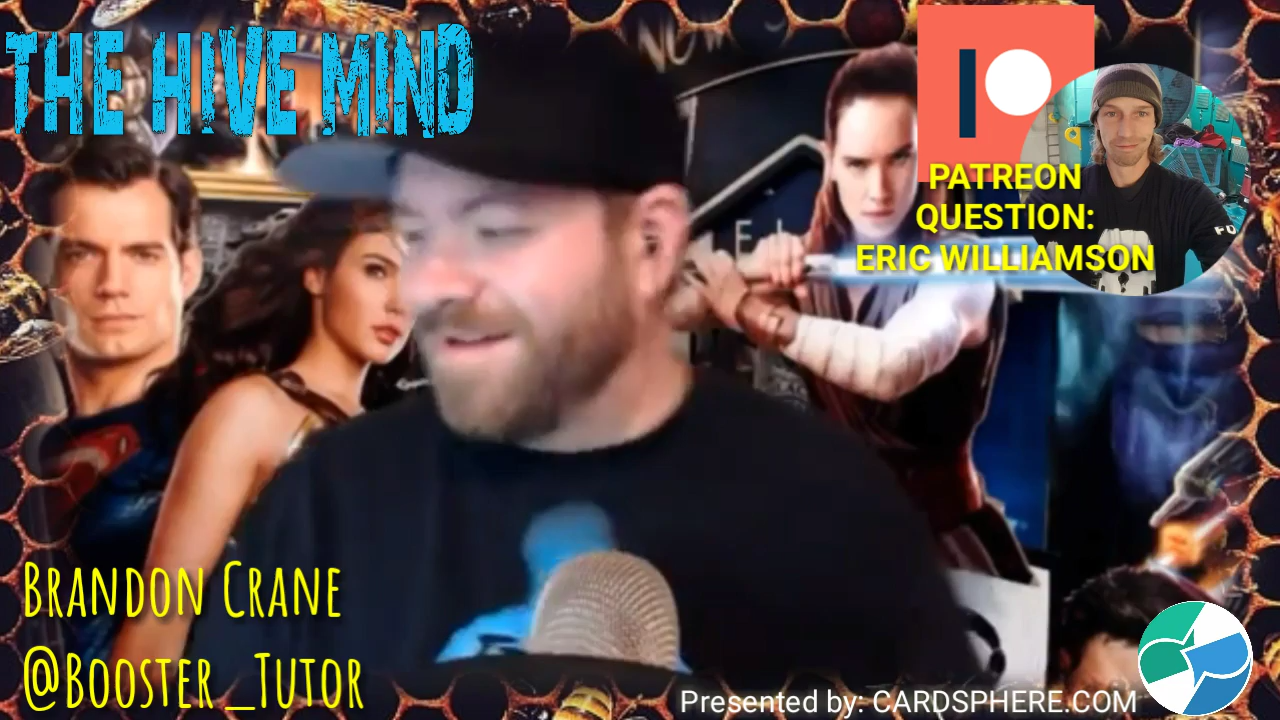 THE HIVE MIND
PATREON
QUESTION:
ERIC WILLIAMSON
Brandon Crane
@Booster_Tutor
Presented by: CARDSPHERE.COM